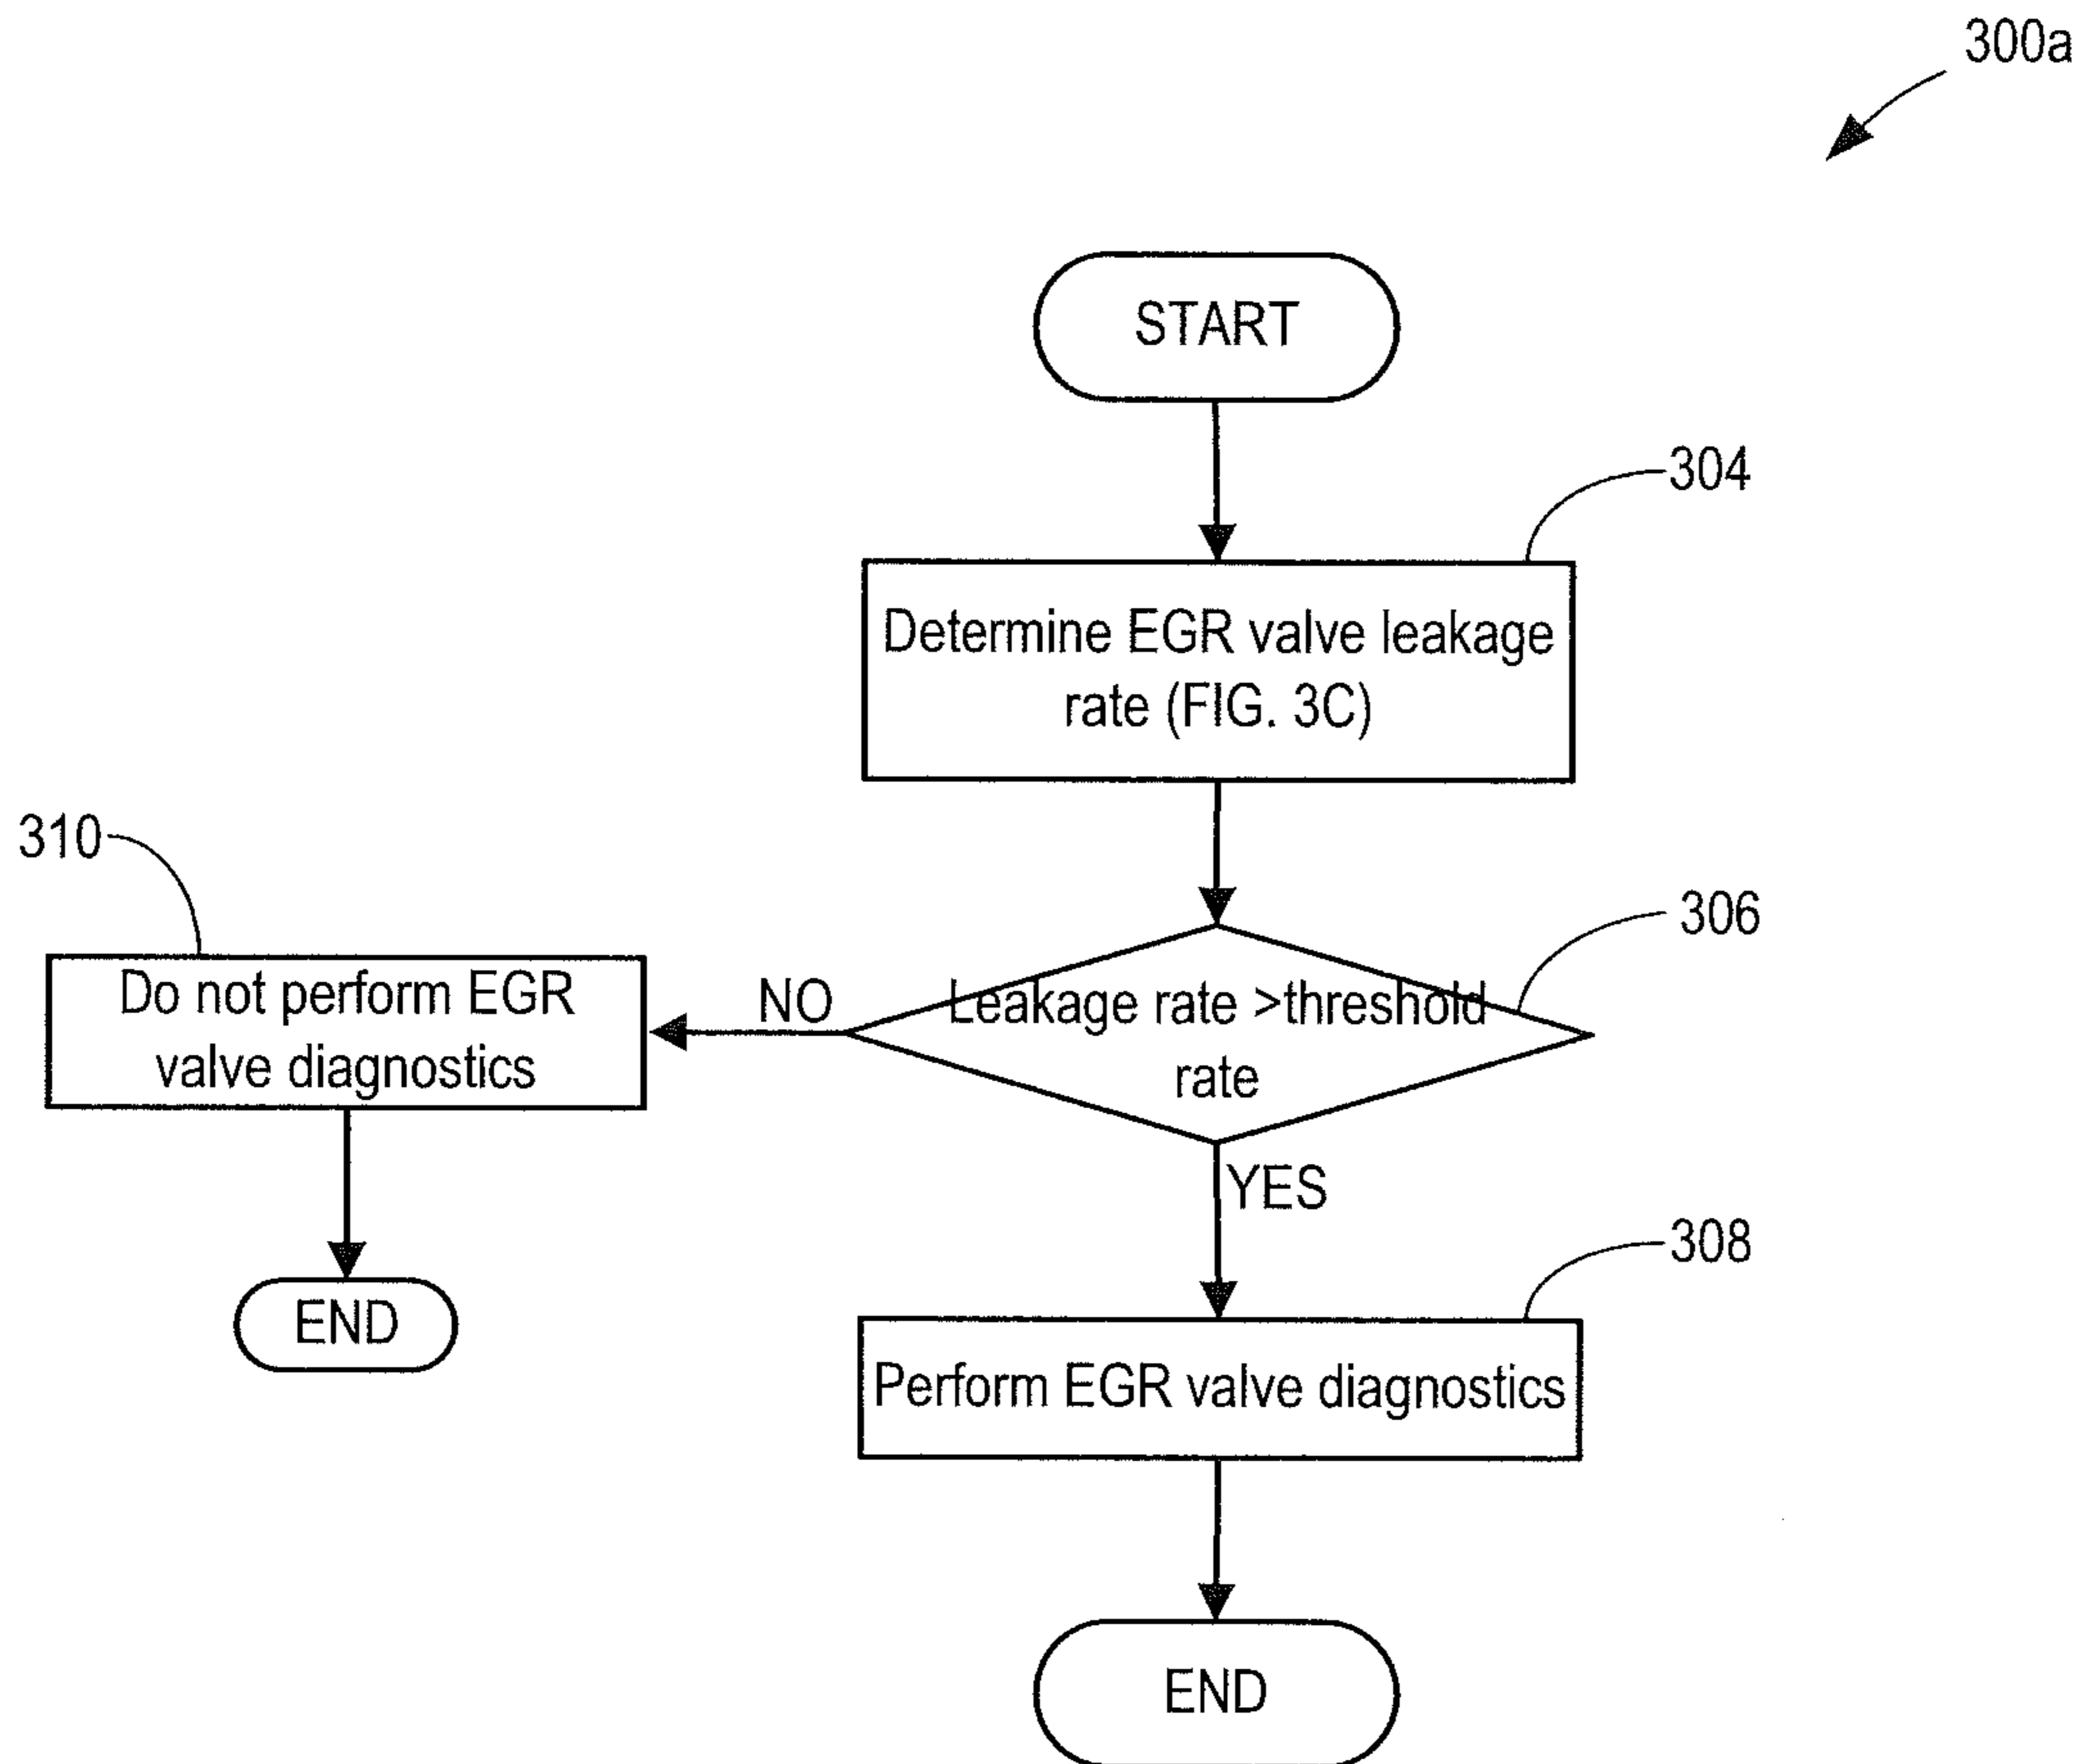 300a
START
304
Determine EGR valve leakage
rate (FIG. 3C)
310
306
Do not perform EGR
valve diagnostics
NO
Leakage rate >threshold
rate
YES
308
END
Perform EGR valve diagnostics
END